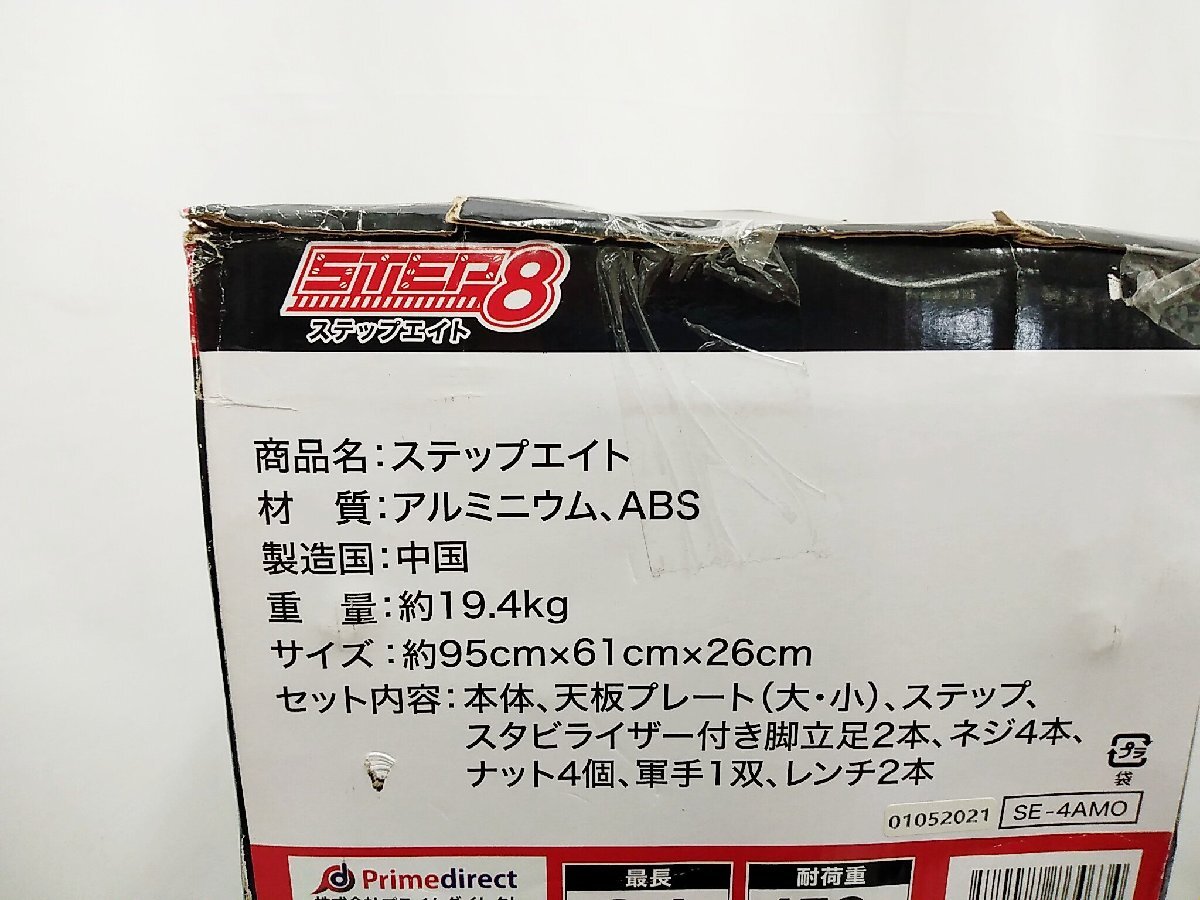 STEP8
ステップエイト
商品名:ステップエイト
材 質:アルミニウム、ABS
製造国:中国
重 量:約19.4kg
サイズ:約95cm×61cm×26cm
セット内容:本体、天板プレート(大・小)、ステップ、
スタビライザー付き脚立足2本、ネジ4本、
ナット4個、軍手1双、レンチ2本
プラ
袋
01052021
SE-4AMO
Primedirect
最長
耐荷重